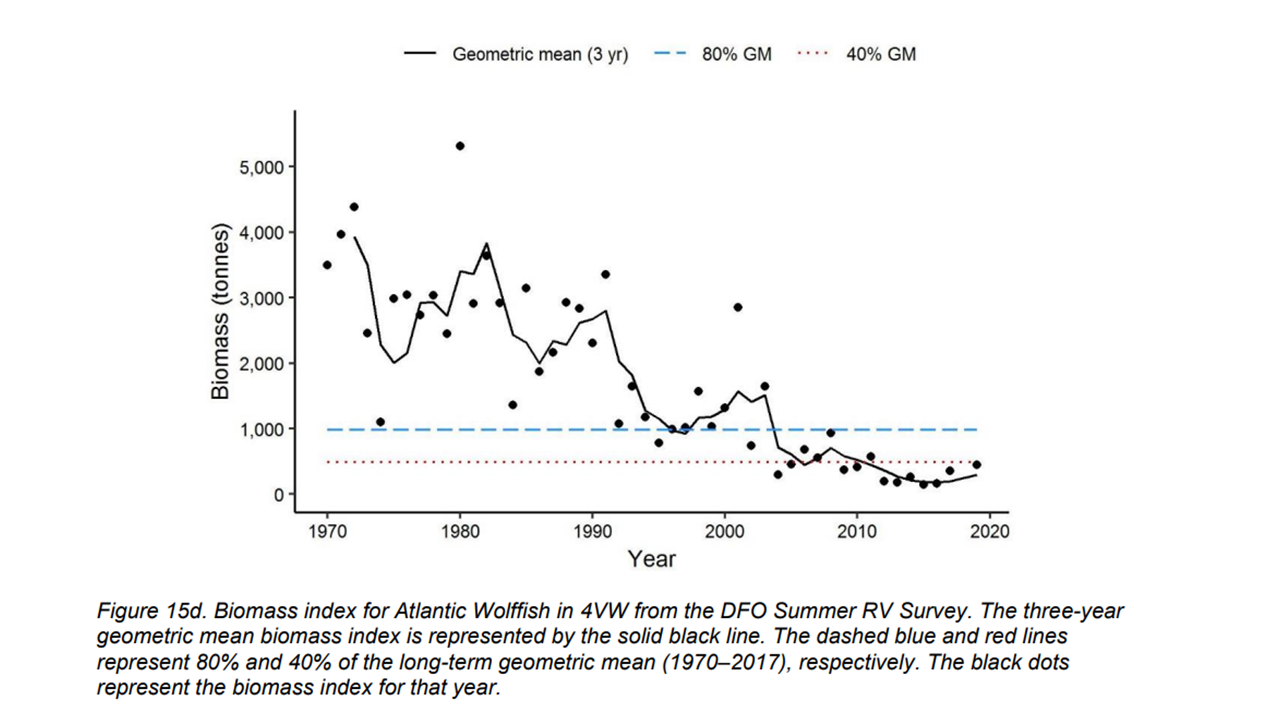 Geometric mean (3 yr) 80% GM 40% GM
5,000
4,000
3,000
2,000
1,000
0
Biomass (tonnes)
1970 1980 1990 2000 2010 2020
Year
Figure 15d. Biomass index for Atlantic Wolffish in 4VW from the DFO Summer RV Survey. The three-year
geometric mean biomass index is represented by the solid black line. The dashed blue and red lines
represent 80% and 40% of the long-term geometric mean (1970–2017), respectively. The black dots
represent the biomass index for that year.